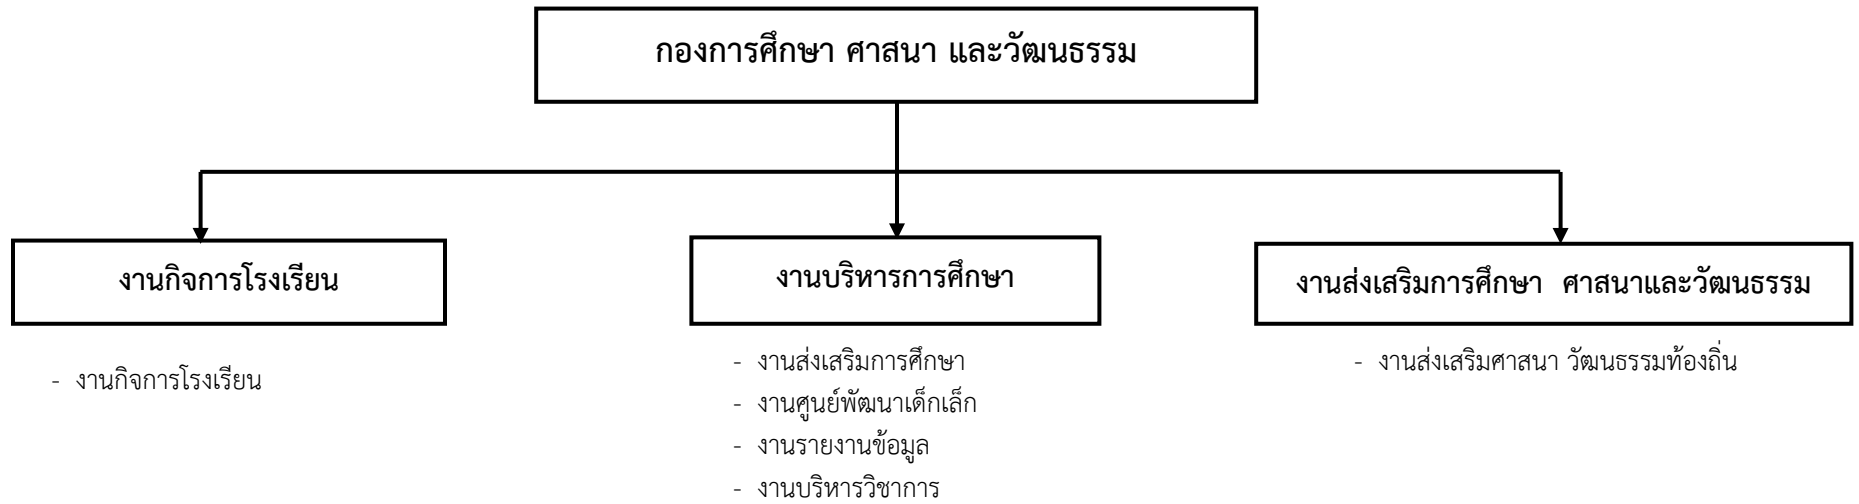 กองการศึกษา ศาสนา และวัฒนธรรม
งานกิจการโรงเรียน
- งานกิจการโรงเรียน
งานบริหารการศึกษา
- งานส่งเสริมการศึกษา
- งานศูนย์พัฒนาเด็กเล็ก
- งานรายงานข้อมูล
- งานบริหารวิชาการ
งานส่งเสริมการศึกษา ศาสนาและวัฒนธรรม
- งานส่งเสริมศาสนา วัฒนธรรมท้องถิ่น